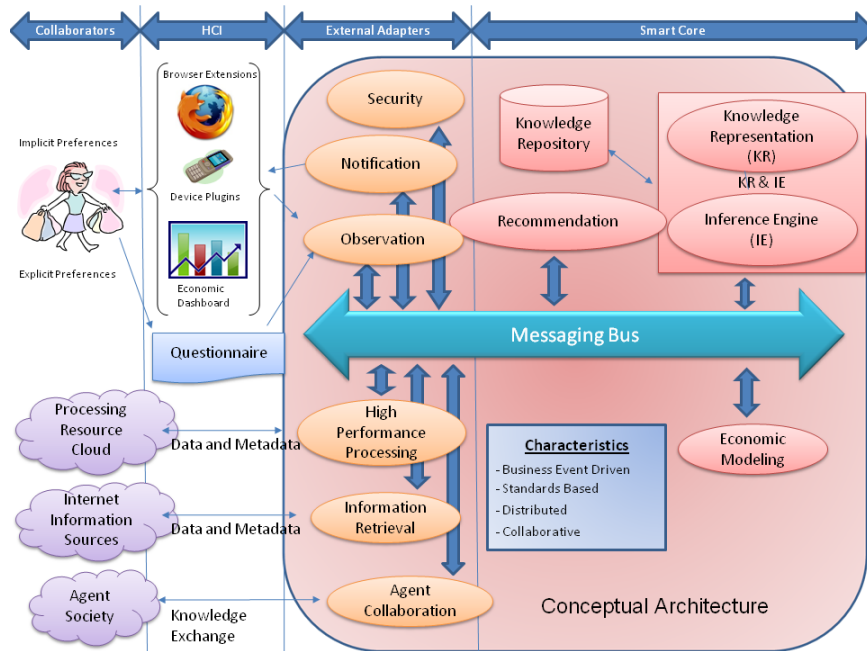 Collaborators
HCI
External Adapters
Smart Core
Browser Extensions
Device Plugins
Economic
Dashboard
Implicit Preferences
Explicit Preferences
Questionnaire
Security
Notification
Observation
Knowledge
Repository
Recommendation
Knowledge
Representation
(KR)
KR & IE
Inference Engine
(IE)
Messaging Bus
Processing
Resource
Cloud
Data and Metadata
High
Performance
Processing
Internet
Information
Sources
Data and Metadata
Information
Retrieval
Agent
Society
Knowledge
Exchange
Agent
Collaboration
Characteristics
- Business Event Driven
- Standards Based
- Distributed
- Collaborative
Economic
Modeling
Conceptual Architecture